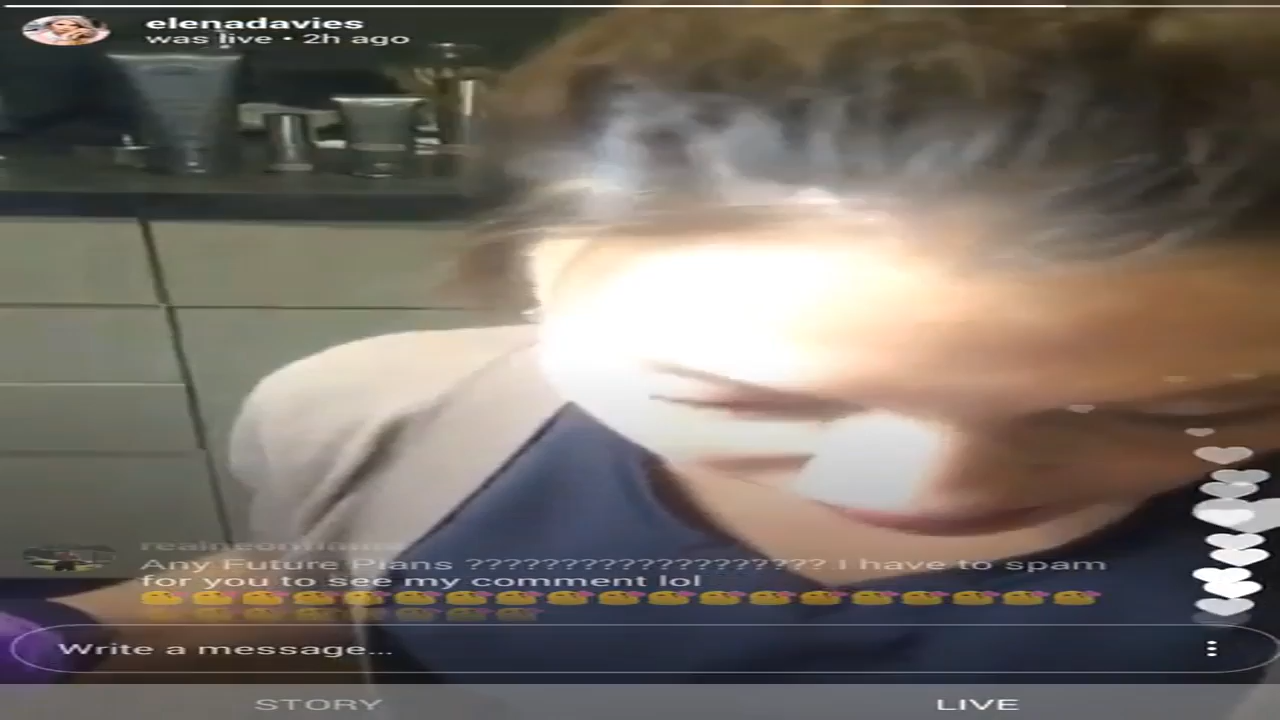 elenadavies
was live • 2h ago
Any Future Plans ??????????????????? I have to spam
for you to see my comment lol
Write a message...
STORY
LIVE